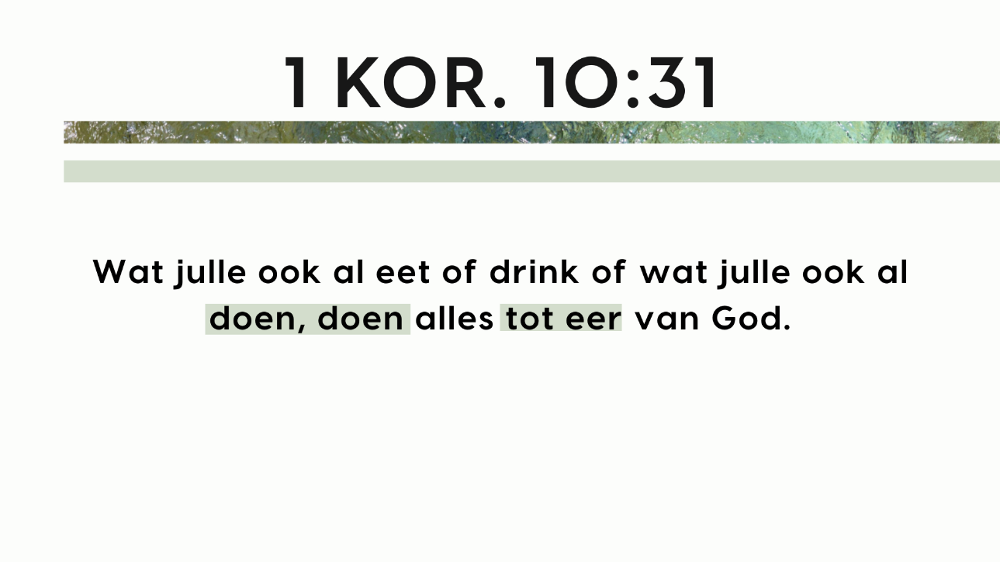 1 KOR. 10:31
Wat julle ook al eet of drink of wat julle ook al
doen, doen alles tot eer van God.